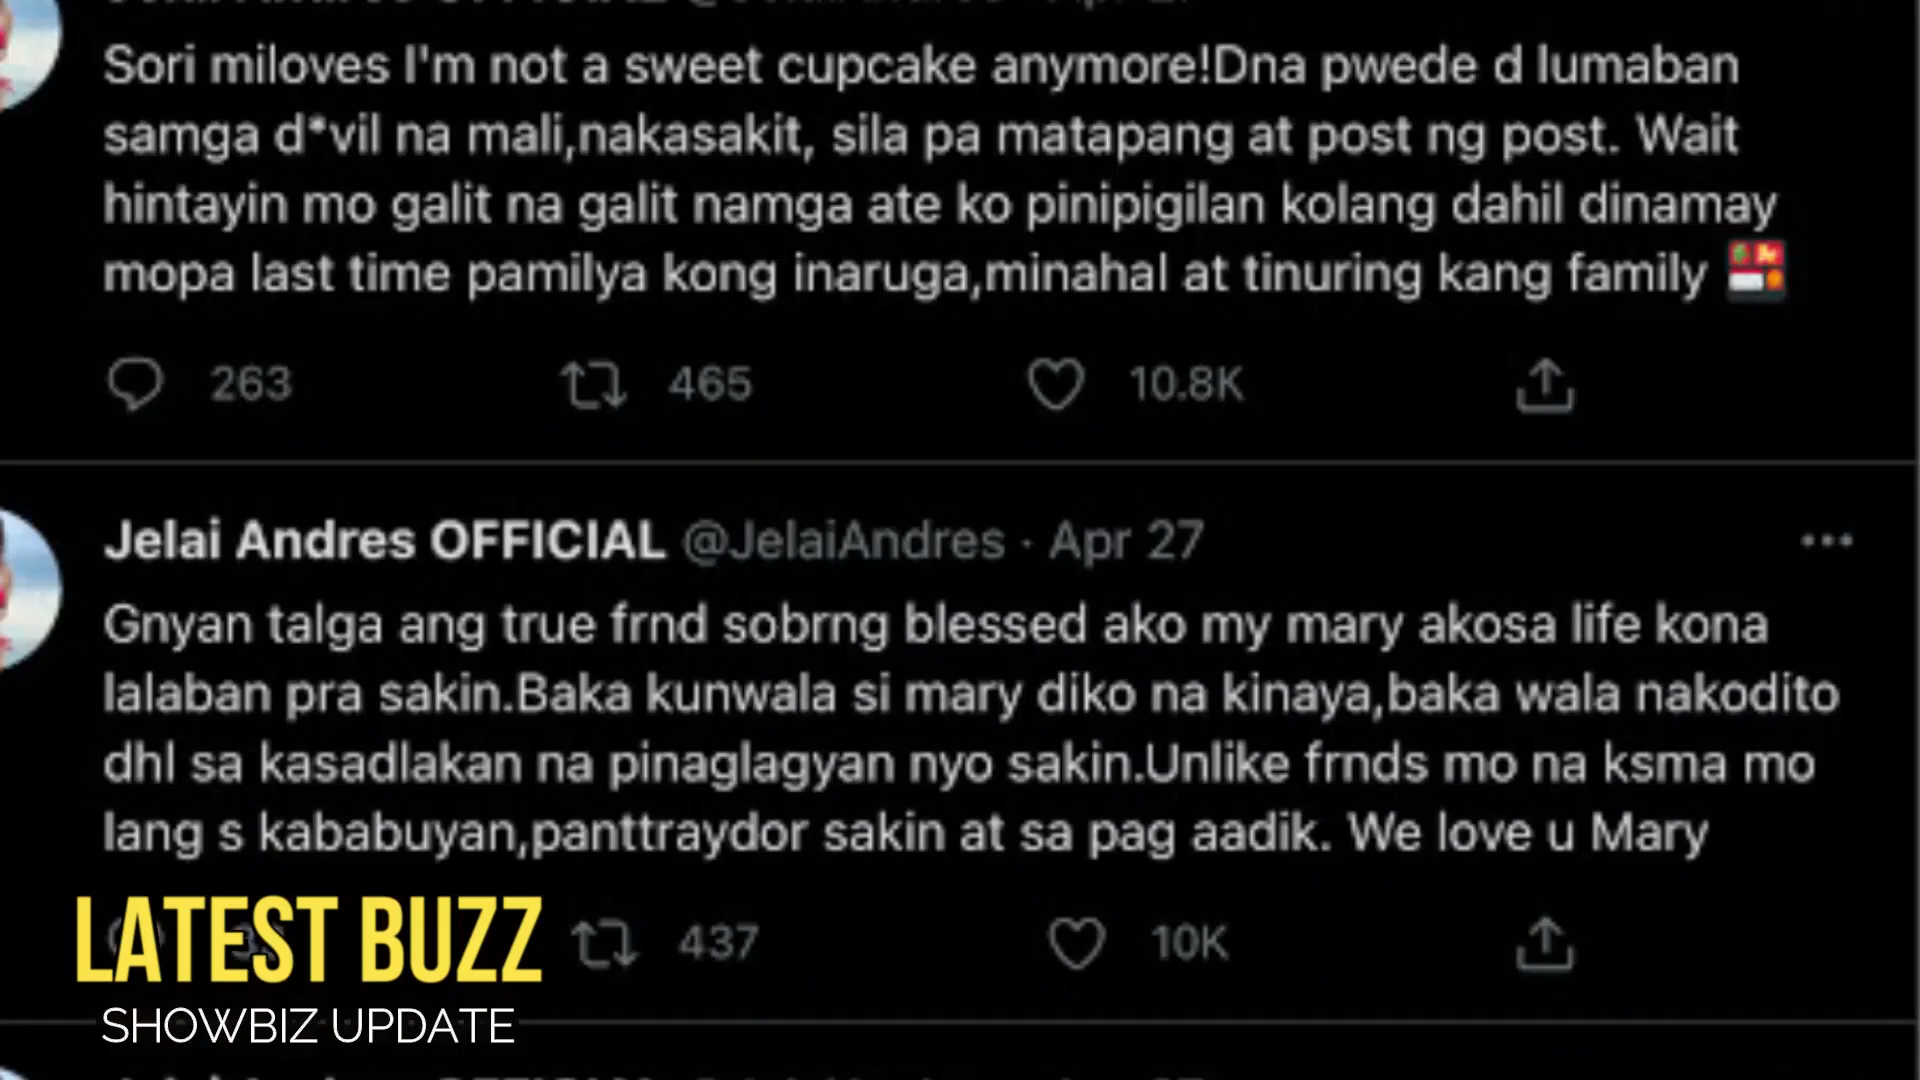 Sori miloves I'm not a sweet cupcake anymore!Dna pwede d lumaban
samga d*vil na mali,nakasakit, sila pa matapang at post ng post. Wait
hintayin mo galit na galit namga ate ko pinipigilan kolang dahil dinamay
mopa last time pamilya kong inaruga,minahal at tinuring kang family 🍱
263 465 10.8K
Jelai Andres OFFICIAL @JelaiAndres · Apr 27
Gnyan talga ang true frnd sobrng blessed ako my mary akosa life kona
lalaban pra sakin.Baka kunwala si mary diko na kinaya,baka wala nakodito
dhl sa kasadlakan na pinaglagyan nyo sakin.Unlike frnds mo na ksma mo
lang s kababuyan,panttraydor sakin at sa pag aadik. We love u Mary
437 10K
LATEST BUZZ
SHOWBIZ UPDATE